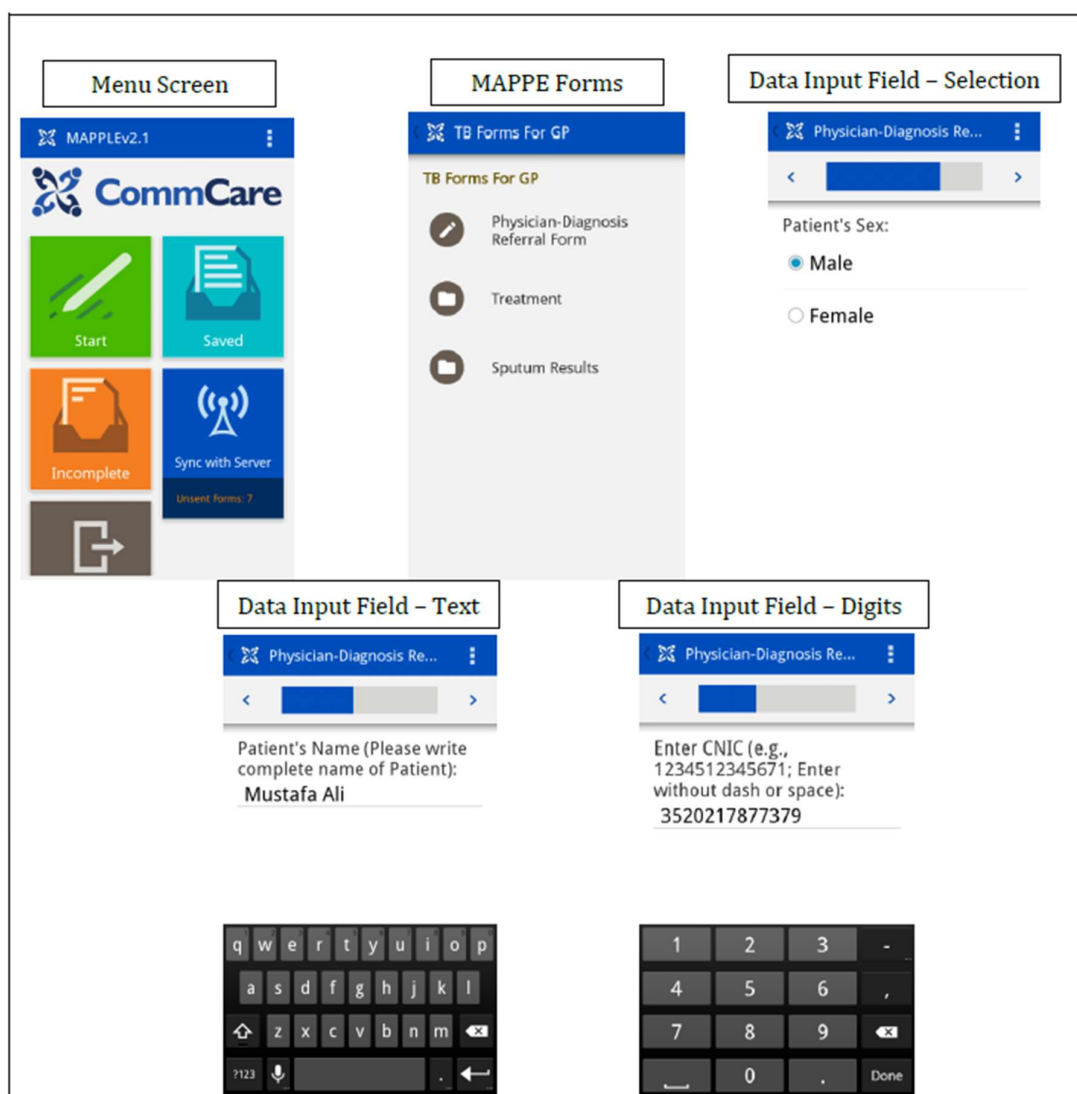 Menu Screen
MAPPE Forms
Data Input Field – Selection
MAPPLEv2.1
CommCare
Start
Saved
Incomplete
Sync with Server
Unsent Forms: 7
TB Forms For GP
TB Forms For GP
Physician-Diagnosis
Referral Form
Treatment
Sputum Results
Physician-Diagnosis Re...
< >
Patient's Sex:
Male
Female
Data Input Field – Text
Physician-Diagnosis Re...
< >
Patient's Name (Please write
complete name of Patient):
Mustafa Ali
q w e r t y u i o p
a s d f g h j k l
z x c v b n m
?123 .
Data Input Field – Digits
Physician-Diagnosis Re...
< >
Enter CNIC (e.g.,
1234512345671; Enter
without dash or space):
3520217877379
1 2 3 -
4 5 6 ,
7 8 9
0 . Done